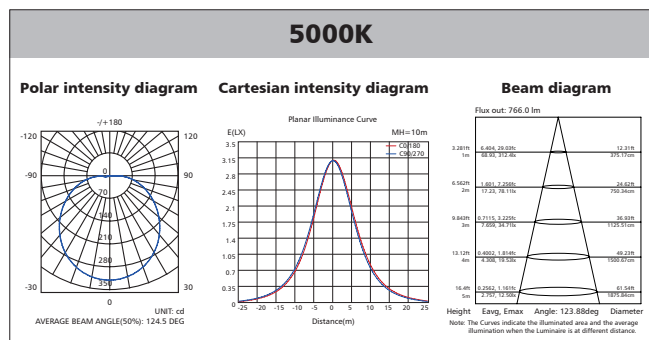 5000K
Polar intensity diagram
Cartesian intensity diagram
Beam diagram
-/+180
-120
120
-90
90
-30
30
0
0
70
140
210
280
350
UNIT: cd
AVERAGE BEAM ANGLE(50%): 124.5 DEG
Planar Illuminance Curve
E(LX)
MH=10m
C0/180
C90/270
3.5
3.15
2.8
2.45
2.1
1.75
1.4
1.05
0.7
0.35
0
-25 -20 -15 -10 -5 0 5 10 15 20 25
Distance(m)
Flux out: 766.0 lm
3.281ft 6.404, 29.03fc 12.31ft
1m 68.93, 312.4lx 375.17cm
6.562ft 1.601, 7.256fc 24.62ft
2m 17.23, 78.11lx 750.34cm
9.843ft 0.7115, 3.225fc 36.93ft
3m 7.659, 34.71lx 1125.51cm
13.12ft 0.4002, 1.814fc 49.23ft
4m 4.308, 19.53lx 1500.67cm
16.4ft 0.2562, 1.161fc 61.54ft
5m 2.757, 12.50lx 1875.84cm
Height Eavg, Emax Angle: 123.88deg Diameter
Note: The Curves indicate the illuminated area and the average
illumination when the Luminaire is at different distance.